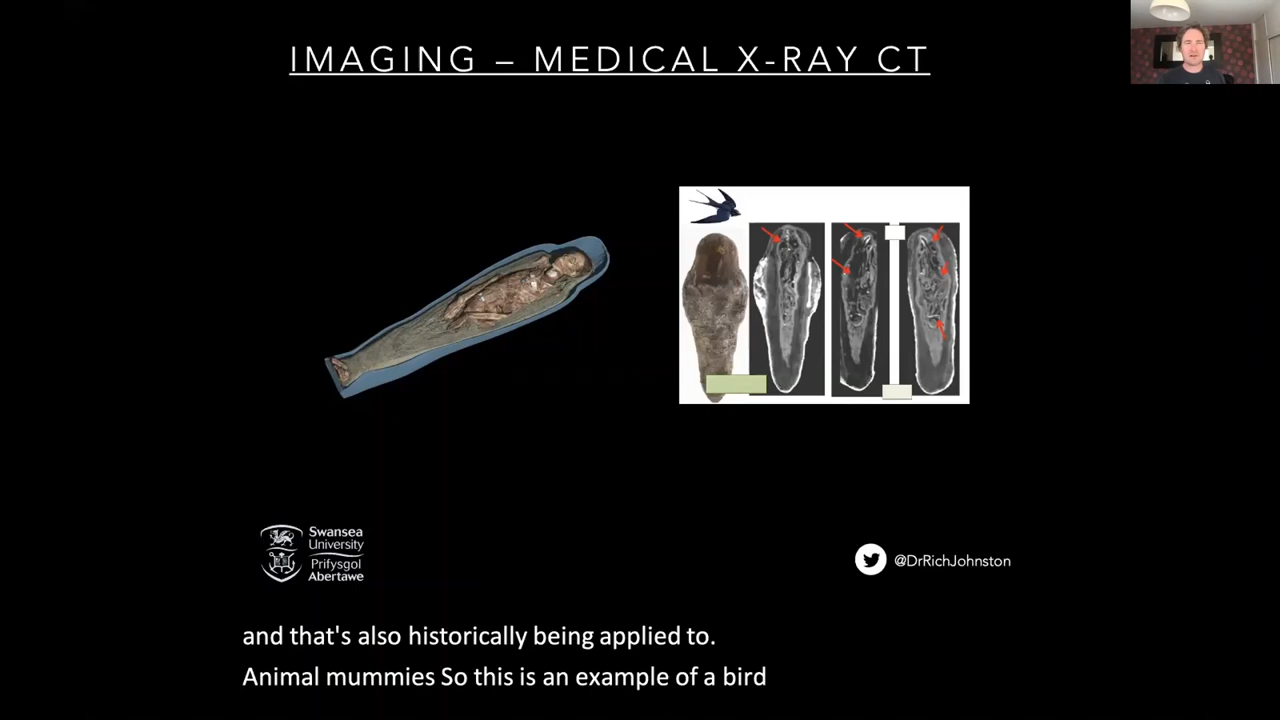 IMAGING – MEDICAL X-RAY CT
Swansea
University
Prifysgol
Abertawe
@DrRichJohnston
and that's also historically being applied to.
Animal mummies So this is an example of a bird